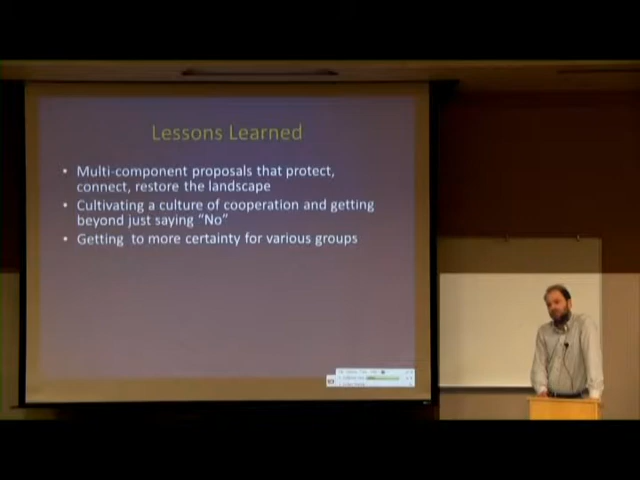 Lessons Learned
• Multi-component proposals that protect,
connect, restore the landscape
• Cultivating a culture of cooperation and getting
beyond just saying “No”
• Getting to more certainty for various groups